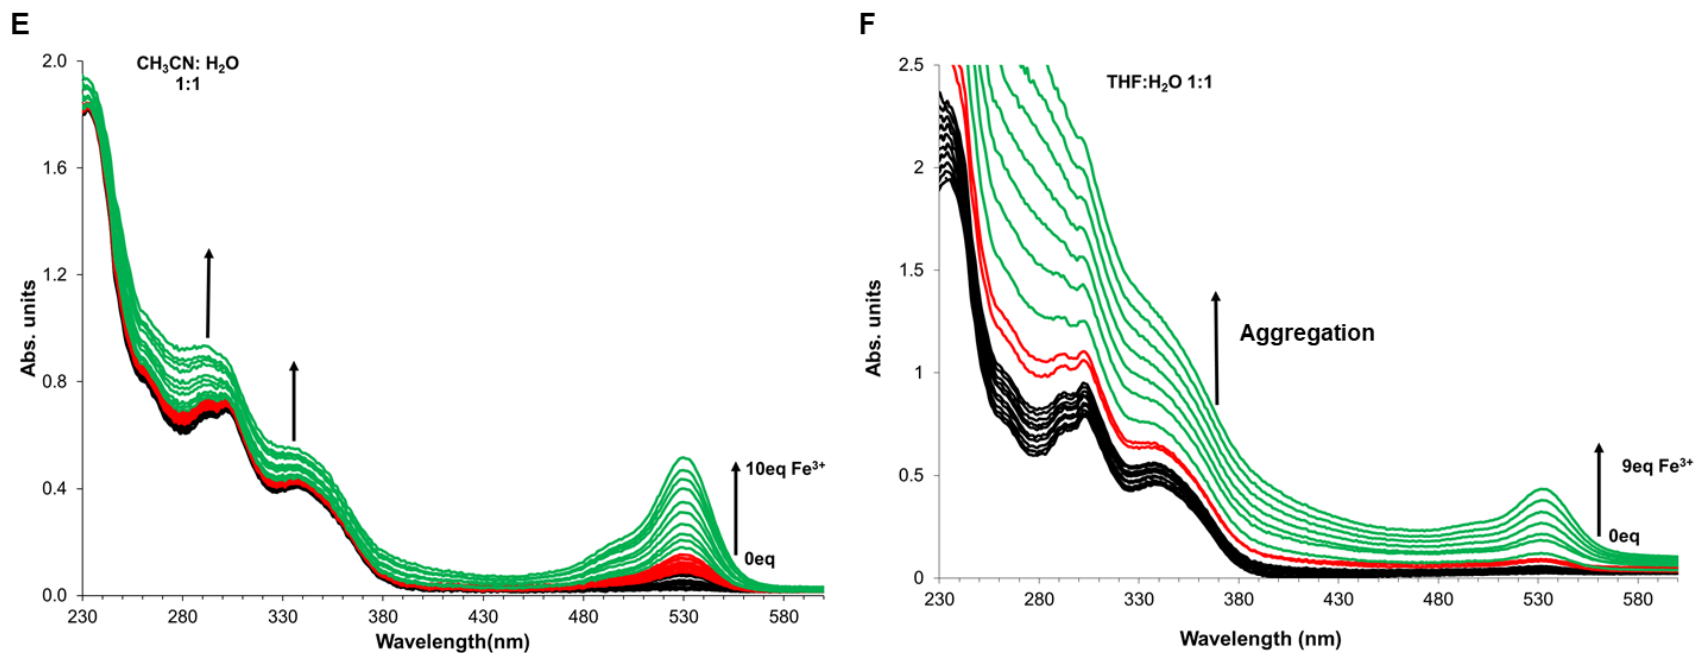 E
CH₃CN: H₂O
1:1
2.0
1.6
1.2
0.8
0.4
0.0
Abs. units
10eq Fe³⁺
0eq
230 280 330 380 430 480 530 580
Wavelength(nm)
F
THF:H₂O 1:1
2.5
2
1.5
1
0.5
0
Abs. units
Aggregation
9eq Fe³⁺
0eq
230 280 330 380 430 480 530 580
Wavelength (nm)